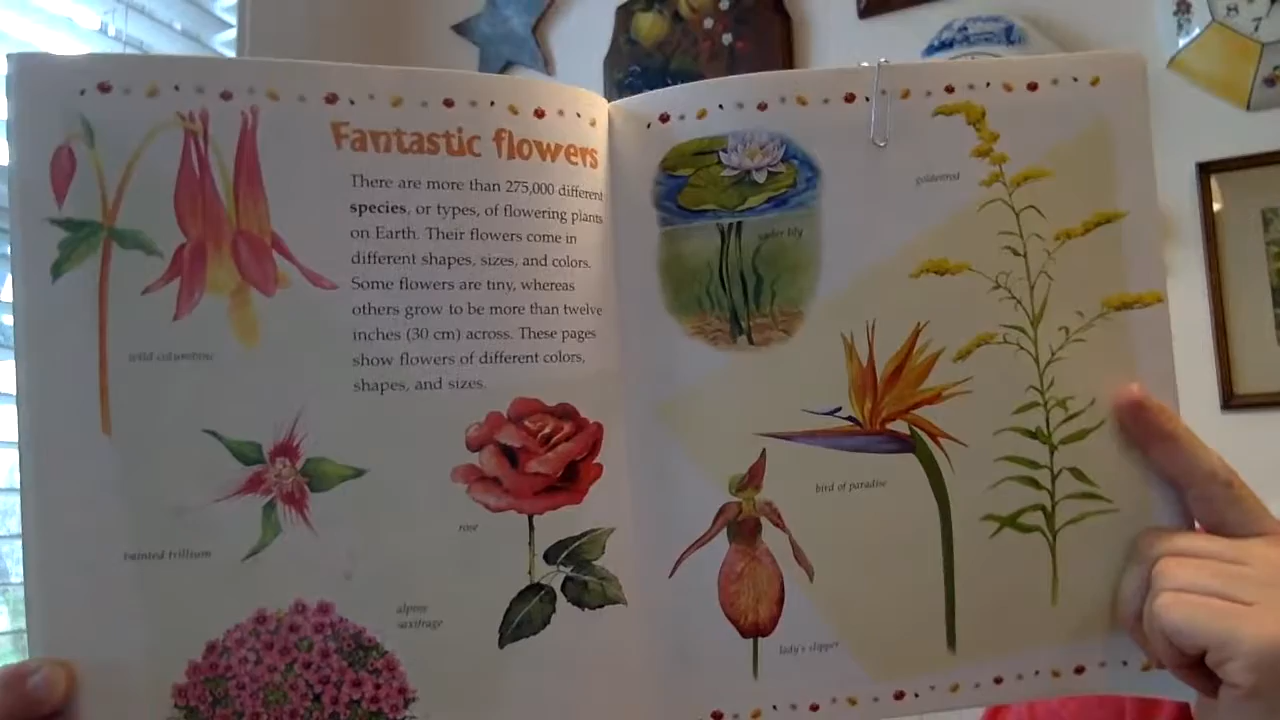 Fantastic flowers
There are more than 275,000 different
species, or types, of flowering plants
on Earth. Their flowers come in
different shapes, sizes, and colors.
Some flowers are tiny, whereas
others grow to be more than twelve
inches (30 cm) across. These pages
show flowers of different colors,
shapes, and sizes.
wild columbine
painted trillium
rose
alpine
saxifrage
water lily
goldenrod
bird of paradise
lady's slipper